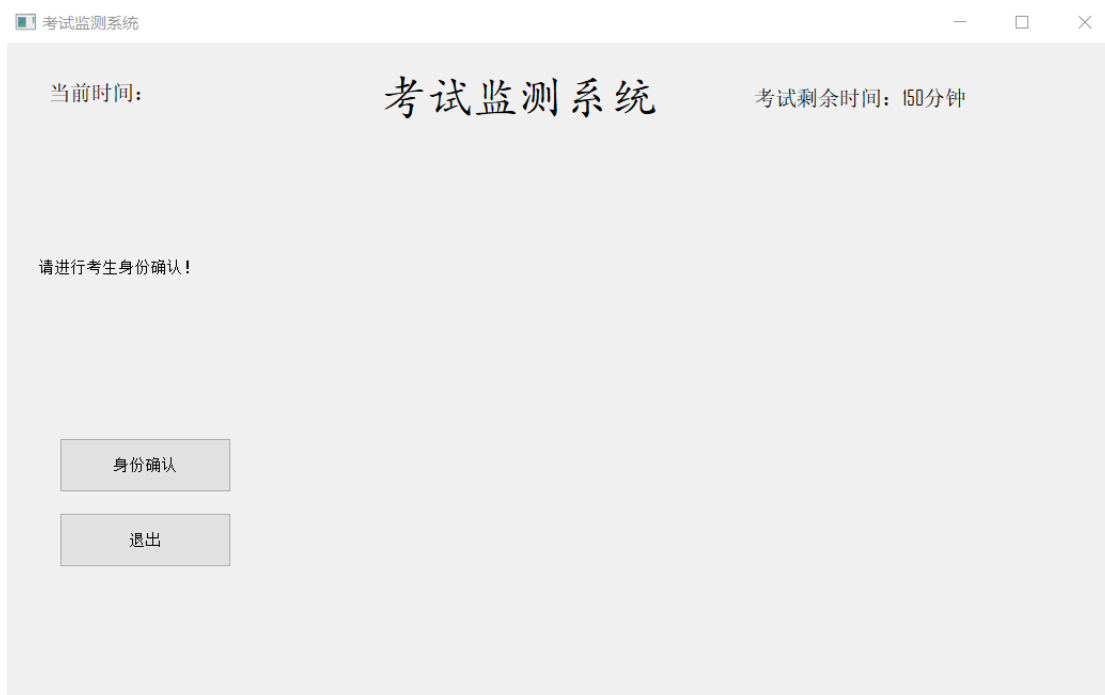 考试监测系统
当前时间：
考试监测系统
考试剩余时间：150分钟
请进行考生身份确认！
身份确认
退出